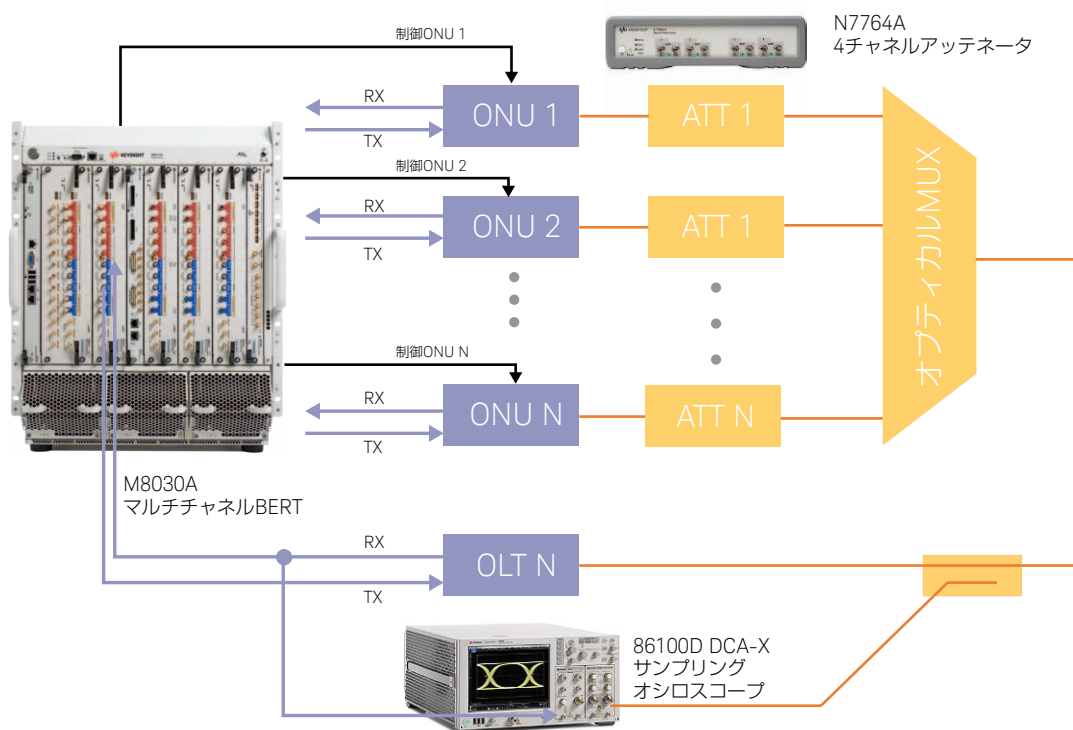 制御ONU 1
N7764A
4チャネルアッテネータ
RX
TX
ONU 1
ATT 1
KEYSIGHT
制御ONU 2
RX
TX
ONU 2
ATT 1
オプティカルMUX
制御ONU N
RX
TX
ONU N
ATT N
M8030A
マルチチャネルBERT
RX
TX
OLT N
86100D DCA-X
サンプリング
オシロスコープ